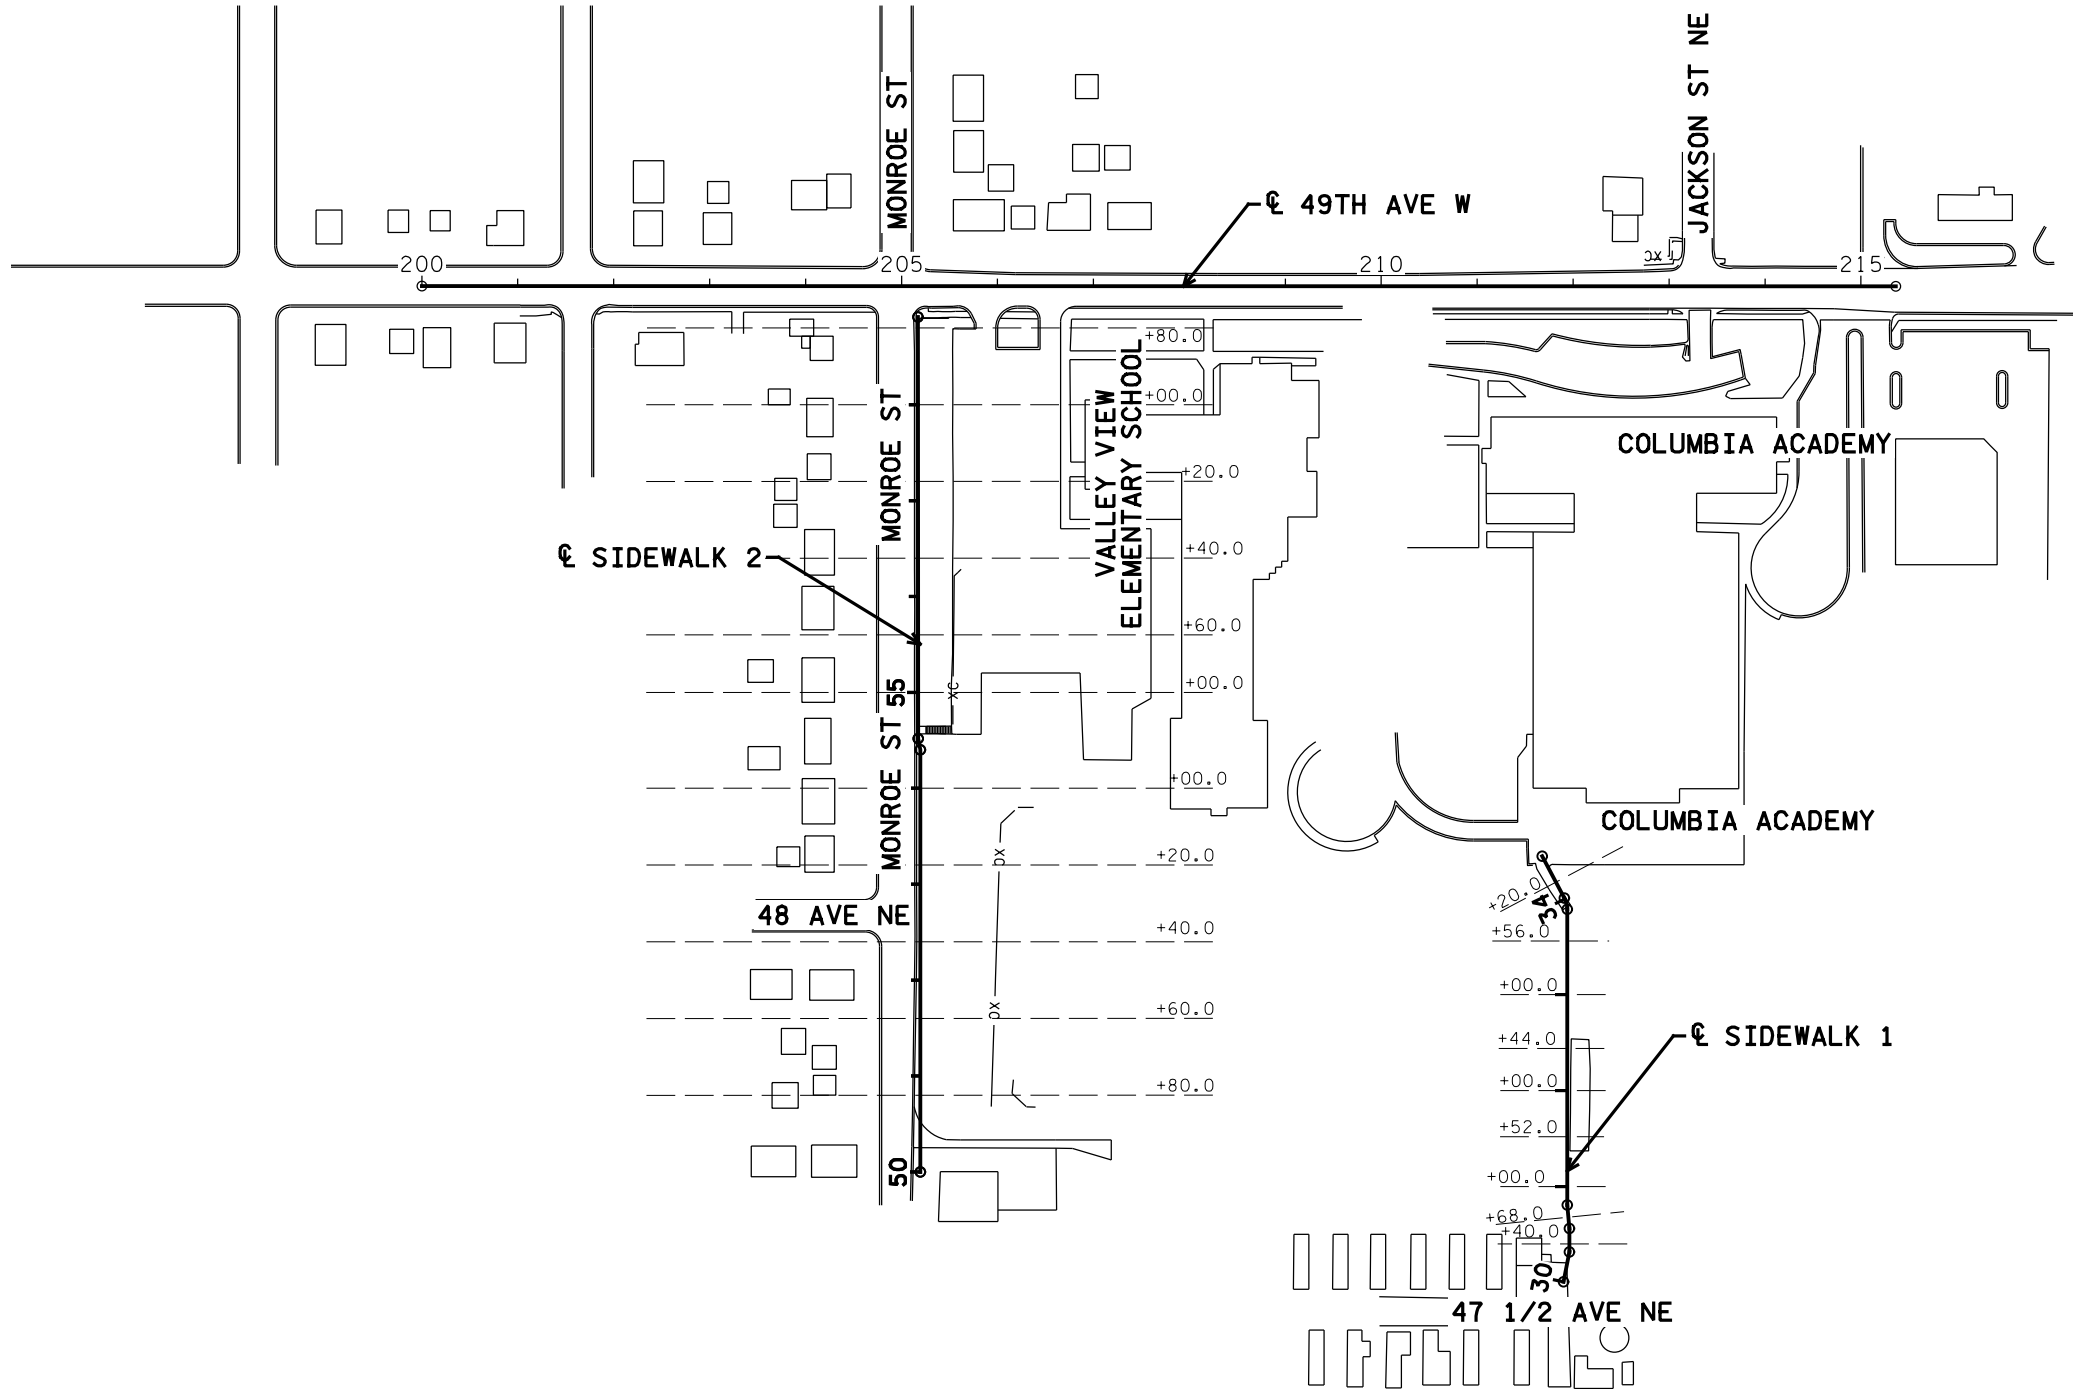 JACKSON ST NE
MONROE ST
℄ 49TH AVE W
XC
200
205
210
215
+80.0
VALLEY VIEW
ELEMENTARY SCHOOL
+00.0
MONROE ST
COLUMBIA ACADEMY
+20.0
℄ SIDEWALK 2
+40.0
+60.0
55
XC
+00.0
MONROE ST
+00.0
COLUMBIA ACADEMY
XC
+20.0
+20.0
34
48 AVE NE
+40.0
+56.0
+00.0
XC
+60.0
+44.0
℄ SIDEWALK 1
+80.0
+00.0
+52.0
50
+00.0
+68.0
+40.0
30
47 1/2 AVE NE